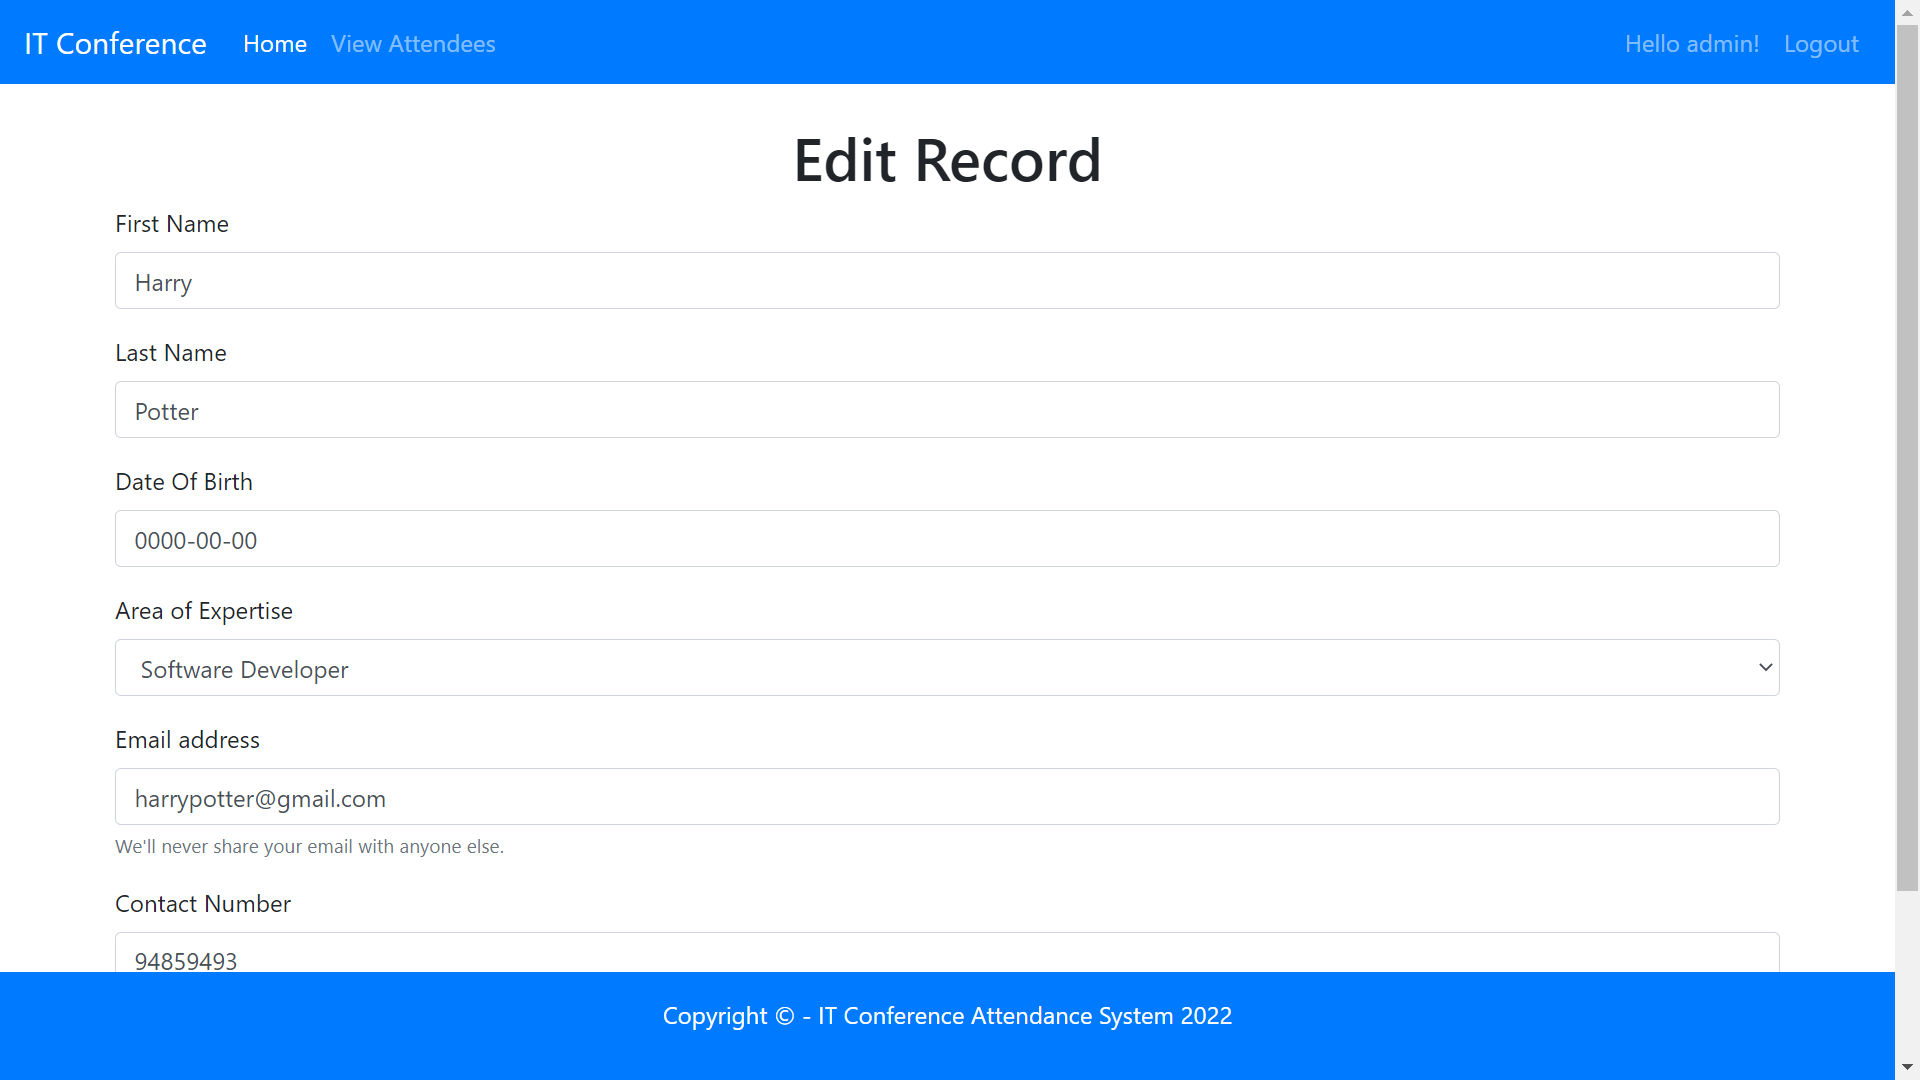 IT Conference Home View Attendees Hello admin! Logout
Edit Record
First Name
Harry
Last Name
Potter
Date Of Birth
0000-00-00
Area of Expertise
Software Developer
Email address
harrypotter@gmail.com
We'll never share your email with anyone else.
Contact Number
94859493
Copyright © - IT Conference Attendance System 2022